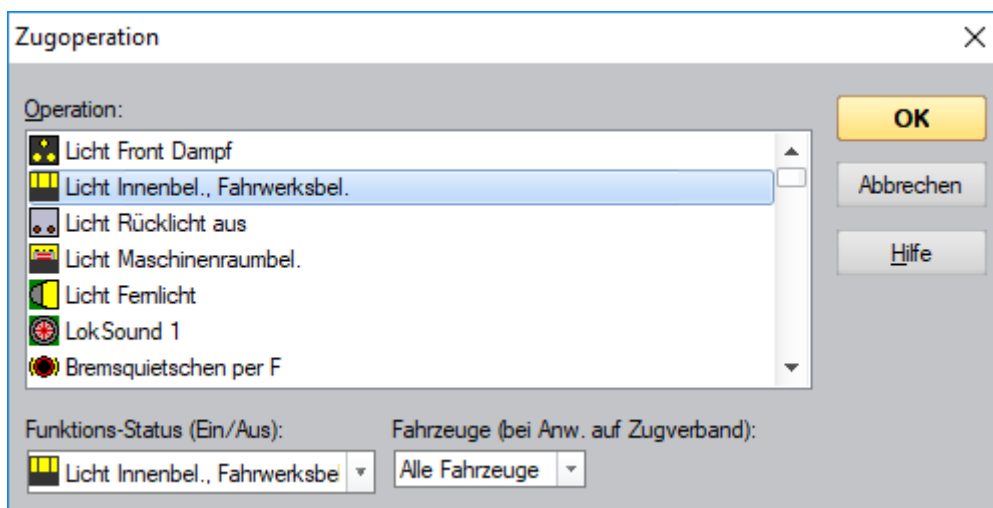 Zugoperation
Operation:
Licht Front Dampf
Licht Innenbel., Fahrwerksbel.
Licht Rücklicht aus
Licht Maschinenraumbel.
Licht Fernlicht
LokSound 1
Bremsquietschen per F
OK
Abbrechen
Hilfe
Funktions-Status (Ein/Aus):
Licht Innenbel., Fahrwerksbel
Fahrzeuge (bei Anw. auf Zugverband):
Alle Fahrzeuge